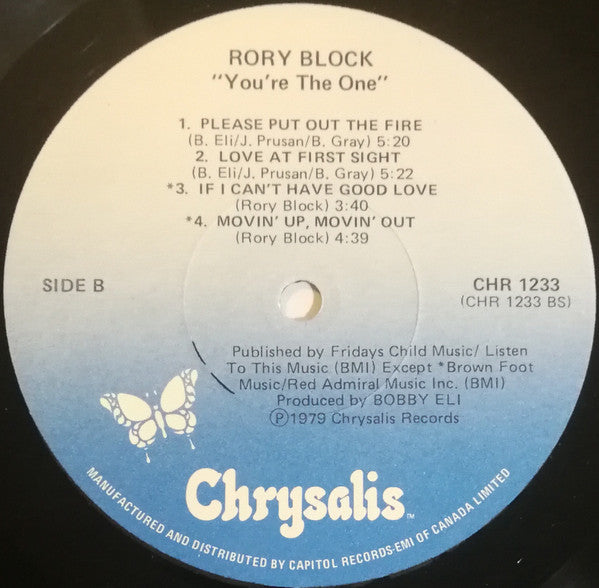 RORY BLOCK
"You're The One"
1. PLEASE PUT OUT THE FIRE
(B. Eli/J. Prusan/B. Gray) 5:20
2. LOVE AT FIRST SIGHT
(B. Eli/J. Prusan/B. Gray) 5:22
*3. IF I CAN'T HAVE GOOD LOVE
(Rory Block) 3:40
*4. MOVIN' UP, MOVIN' OUT
(Rory Block) 4:39
SIDE B
CHR 1233
(CHR 1233 BS)
Published by Fridays Child Music/ Listen
To This Music (BMI) Except *Brown Foot
Music/Red Admiral Music Inc. (BMI)
Produced by BOBBY ELI
℗1979 Chrysalis Records
Chrysalis™
MANUFACTURED AND DISTRIBUTED BY CAPITOL RECORDS-EMI OF CANADA LIMITED